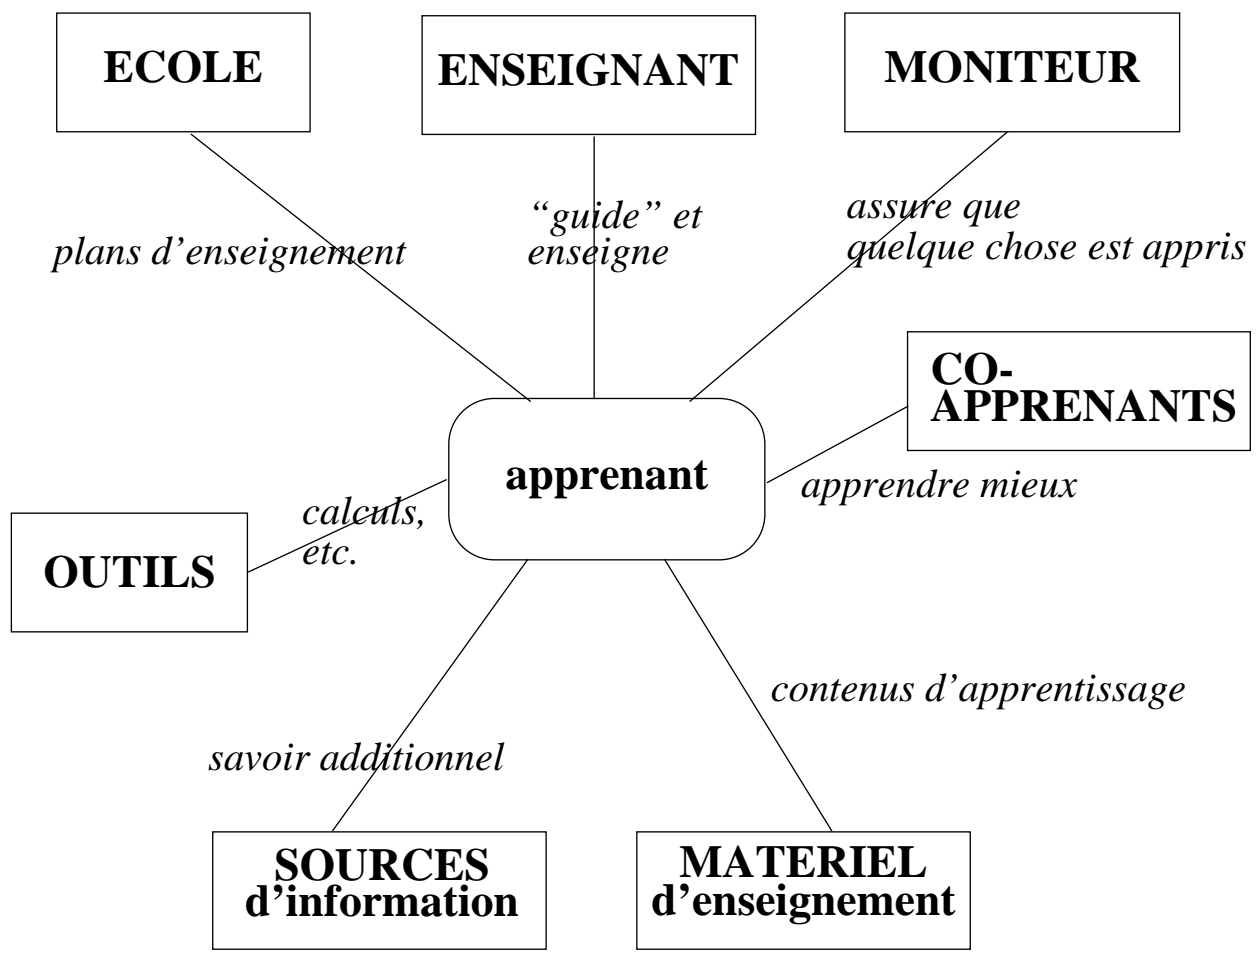 ECOLE
ENSEIGNANT
MONITEUR
plans d’enseignement
“guide” et
enseigne
assure que
quelque chose est appris
CO-
APPRENANTS
apprenant
apprendre mieux
calculs,
etc.
OUTILS
contenus d’apprentissage
savoir additionnel
SOURCES
d’information
MATERIEL
d’enseignement